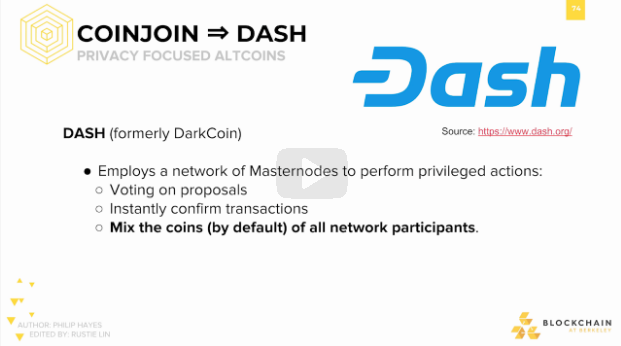 74
COINJOIN ⇒ DASH
PRIVACY FOCUSED ALTCOINS
Dash
DASH (formerly DarkCoin)
Source: https://www.dash.org/
● Employs a network of Masternodes to perform privileged actions:
○ Voting on proposals
○ Instantly confirm transactions
○ Mix the coins (by default) of all network participants.
AUTHOR: PHILIP HAYES
EDITED BY: RUSTIE LIN
BLOCKCHAIN
AT BERKELEY